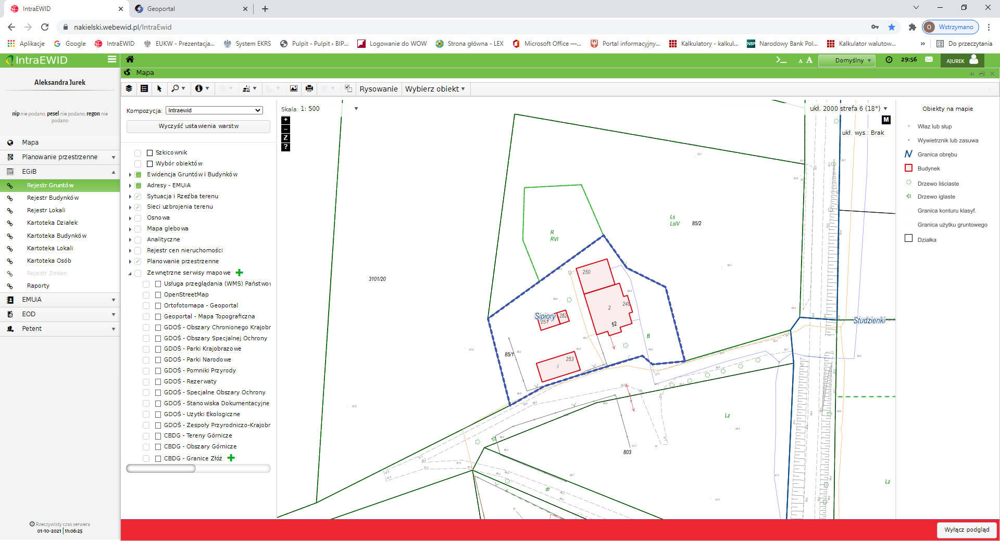 IntraEWID
Geoportal
nakielski.webewid.pl/IntraEwid
Wstrzymano
Aplikacje
Google
IntraEWID
EUKW - Prezentacja...
System EKRS
Pulpit - Pulpit ‹ BIP...
Logowanie do WOW
Strona główna - LEX
Microsoft Office —...
Portal informacyjny...
Kalkulatory - kalkul...
Narodowy Bank Pol...
Kalkulator walutow...
»
Do przeczytania
IntraEWID
A A
Domyślny
29:56
AJUREK
Mapa
Rysowanie
Wybierz obiekt
Aleksandra Jurek
nip nie podano, pesel nie podano, regon nie
podano
Mapa
Planowanie przestrzenne
EGiB
Rejestr Gruntów
Rejestr Budynków
Rejestr Lokali
Kartoteka Działek
Kartoteka Budynków
Kartoteka Lokali
Kartoteka Osób
Rejestr Zmian
Raporty
EMUiA
EOD
Petent
Rzeczywisty czas serwera
01-10-2021 | 11:06:25
Kompozycja: Intraewid
Wyczyść ustawienia warstw
Szkicownik
Wybór obiektów
Ewidencja Gruntów i Budynków
Adresy - EMUiA
Sytuacja i Rzeźba terenu
Sieci uzbrojenia terenu
Osnowa
Mapa glebowa
Analityczne
Rejestr cen nieruchomości
Planowanie przestrzenne
Zewnętrzne serwisy mapowe
Usługa przeglądania (WMS) Państwow
OpenStreetMap
Ortofotomapa - Geoportal
Geoportal - Mapa Topograficzna
GDOŚ - Obszary Chronionego Krajobr
GDOŚ - Obszary Specjalnej Ochrony
GDOŚ - Parki Krajobrazowe
GDOŚ - Parki Narodowe
GDOŚ - Pomniki Przyrody
GDOŚ - Rezerwaty
GDOŚ - Specjalne Obszary Ochrony
GDOŚ - Stanowiska Dokumentacyjne
GDOŚ - Użytki Ekologiczne
GDOŚ - Zespoły Przyrodniczo-Krajobr
CBDG - Tereny Górnicze
CBDG - Obszary Górnicze
CBDG - Granice Złóż
Skala: 1: 500
+
–
Z
?
ukł. 2000 strefa 6 (18°)
M
ukł. wys.: Brak
Ls
LsIV
85/2
R
RVI
3101/20
250
2
249
52
Sipiory
252
251
B
85/1
253
i
Studzienki
Lz
803
dr
Lz
Obiekty na mapie
Właz lub słup
Wywietrznik lub zasuwa
Granica obrębu
Budynek
Drzewo liściaste
Drzewo iglaste
Granica konturu klasyf.
Granica użytku gruntowego
Działka
Wyłącz podgląd